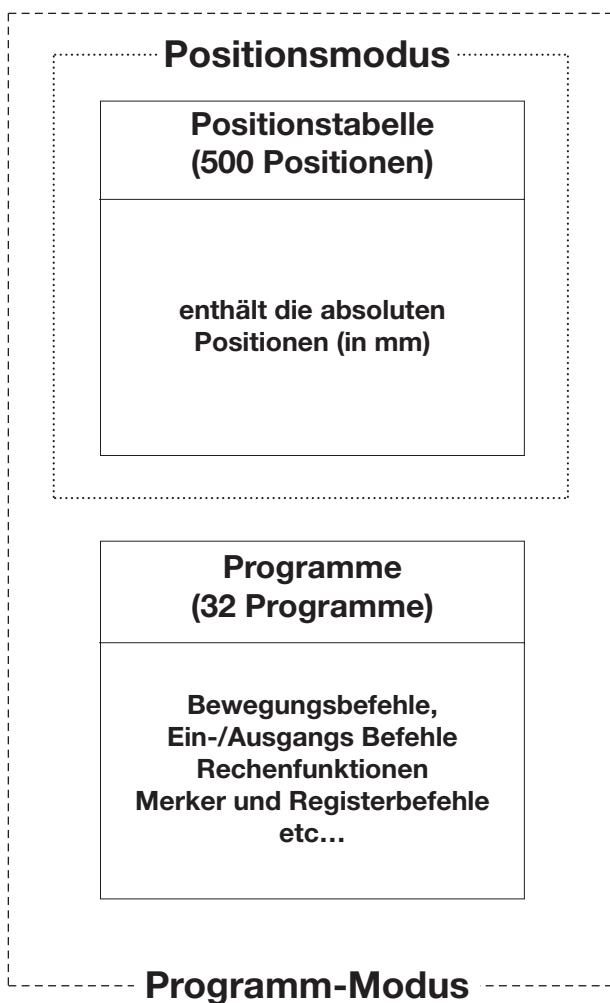 Positionsmodus
Positionstabelle
(500 Positionen)
enthält die absoluten
Positionen (in mm)
Programme
(32 Programme)
Bewegungsbefehle,
Ein-/Ausgangs Befehle
Rechenfunktionen
Merker und Registerbefehle
etc…
Programm-Modus